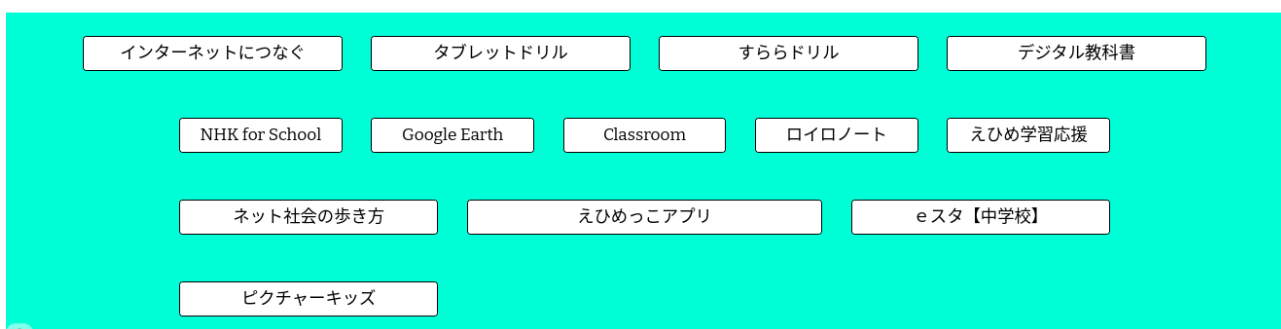 インターネットにつなぐ
タブレットドリル
すららドリル
デジタル教科書
NHK for School
Google Earth
Classroom
ロイロノート
えひめ学習応援
ネット社会の歩き方
えひめっこアプリ
eスタ【中学校】
ピクチャーキッズ